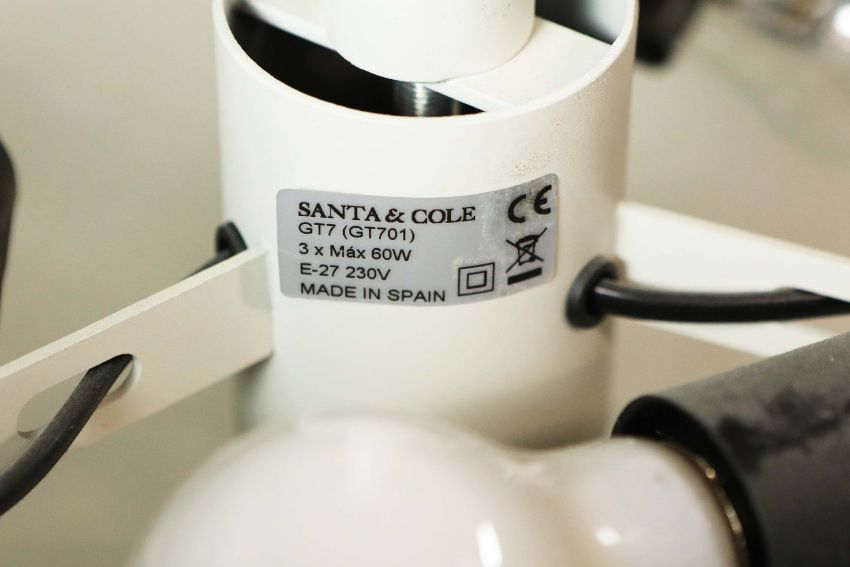 SANTA & COLE
GT7 (GT701)
3 x Máx 60W
E-27 230V
MADE IN SPAIN
CE